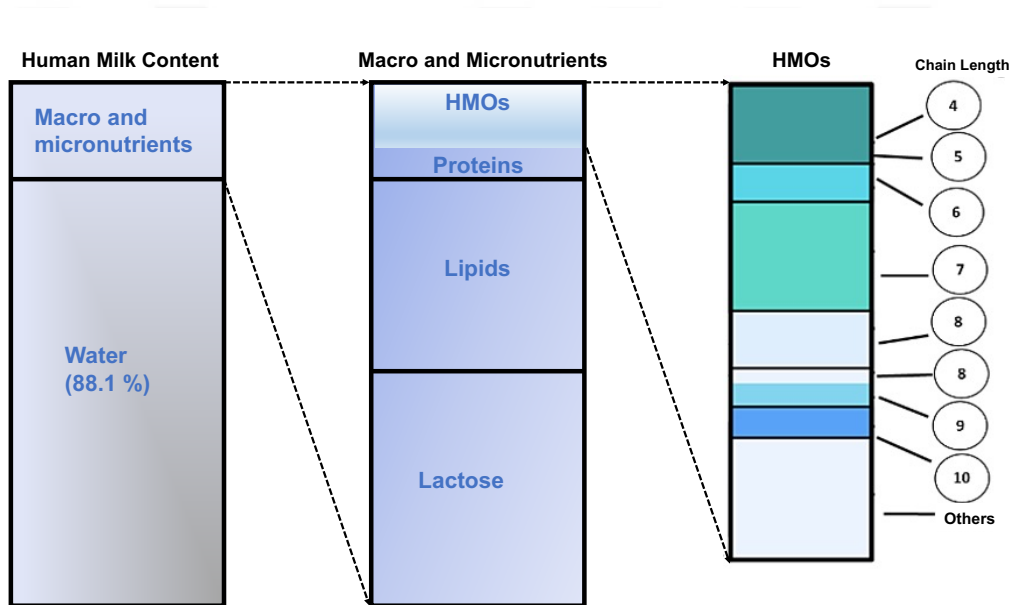 Human Milk Content
Macro and
micronutrients
Water
(88.1 %)
Macro and Micronutrients
HMOs
Proteins
Lipids
Lactose
HMOs
Chain Length
4
5
6
7
8
8
9
10
Others